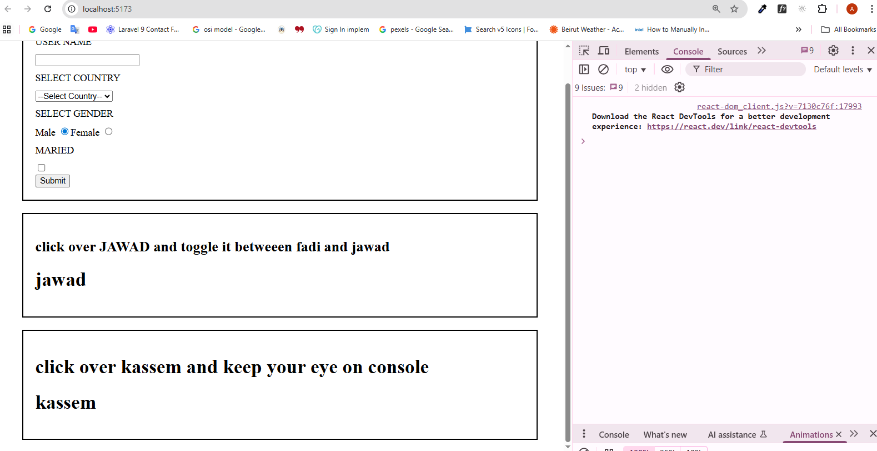 localhost:5173
Google
Laravel 9 Contact F...
osi model - Google...
Sign In implem
pexels - Google Sea...
Search v5 Icons | Fo...
Beirut Weather - Ac...
How to Manually In...
»
All Bookmarks
USER NAME
SELECT COUNTRY
--Select Country---
SELECT GENDER
Male Female
MARIED
Submit
click over JAWAD and toggle it betweeen fadi and jawad
jawad
click over kassem and keep your eye on console
kassem
Elements Console Sources » 9
top Filter Default levels
9 Issues: 9 2 hidden
react-dom_client.js?v=7130c76f:17993
Download the React DevTools for a better development
experience: https://react.dev/link/react-devtools
Console What's new AI assistance Animations